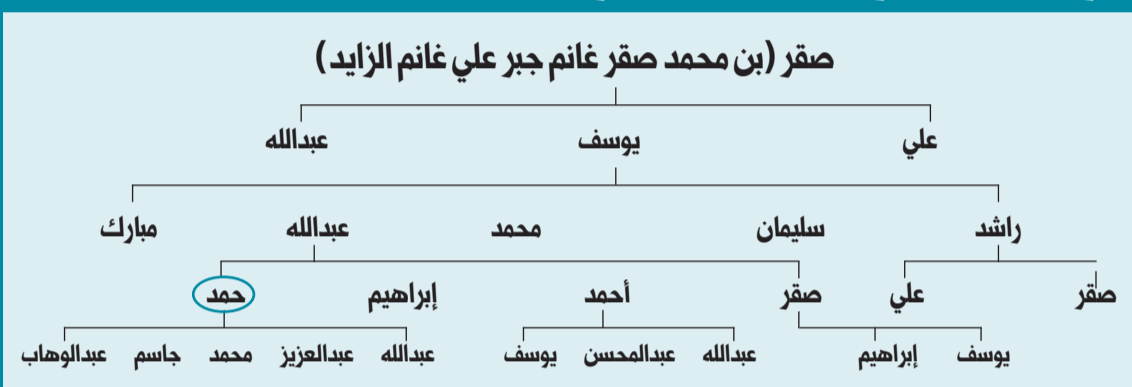 صقر (بن محمد صقر غانم جبر علي غانم الزايد)
علي يوسف عبدالله
راشد سليمان محمد عبدالله مبارك
صقر علي صقر أحمد إبراهيم حمد
يوسف إبراهيم عبدالله عبدالمحسن يوسف عبدالله عبدالعزيز محمد جاسم عبدالوهاب